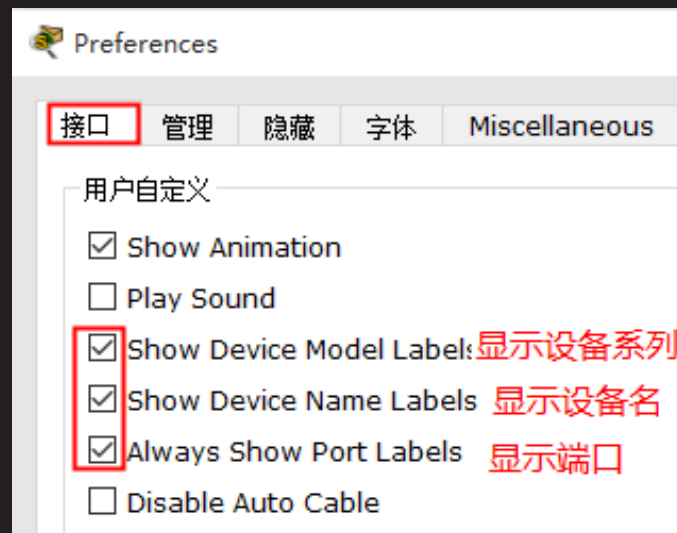 Preferences
接口 管理 隐藏 字体 Miscellaneous
用户自定义
Show Animation
Play Sound
Show Device Model Labels 显示设备系列
Show Device Name Labels 显示设备名
Always Show Port Labels 显示端口
Disable Auto Cable